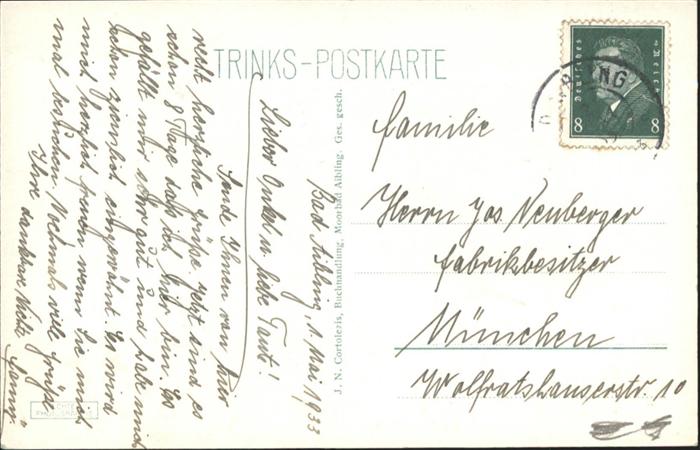 TRINKS-POSTKARTE
Bad Aibling, 1. Mai 1933
Lieber Onkel u. liebe Tant!
Sende Ihnen von hier
recht herzliche Grüße. Jetzt sind es
schon 8 Tage daß ich hier bin. Es
gefällt mir sehr gut und habe mich
schon ziemlich eingewöhnt. Es wird
mich herzlich freuen wenn Sie mich
mal besuchen. Nochmals viele Grüße
Ihre dankbare Nichte
J. N. Cortolezis, Buchhandlung, Moorbad Aibling. Ges. gesch.
Deutsches Reich
8 8
Familie
Herrn Jos. Neuberger
Fabrikbesitzer
München
Wolfratshauserstr. 10